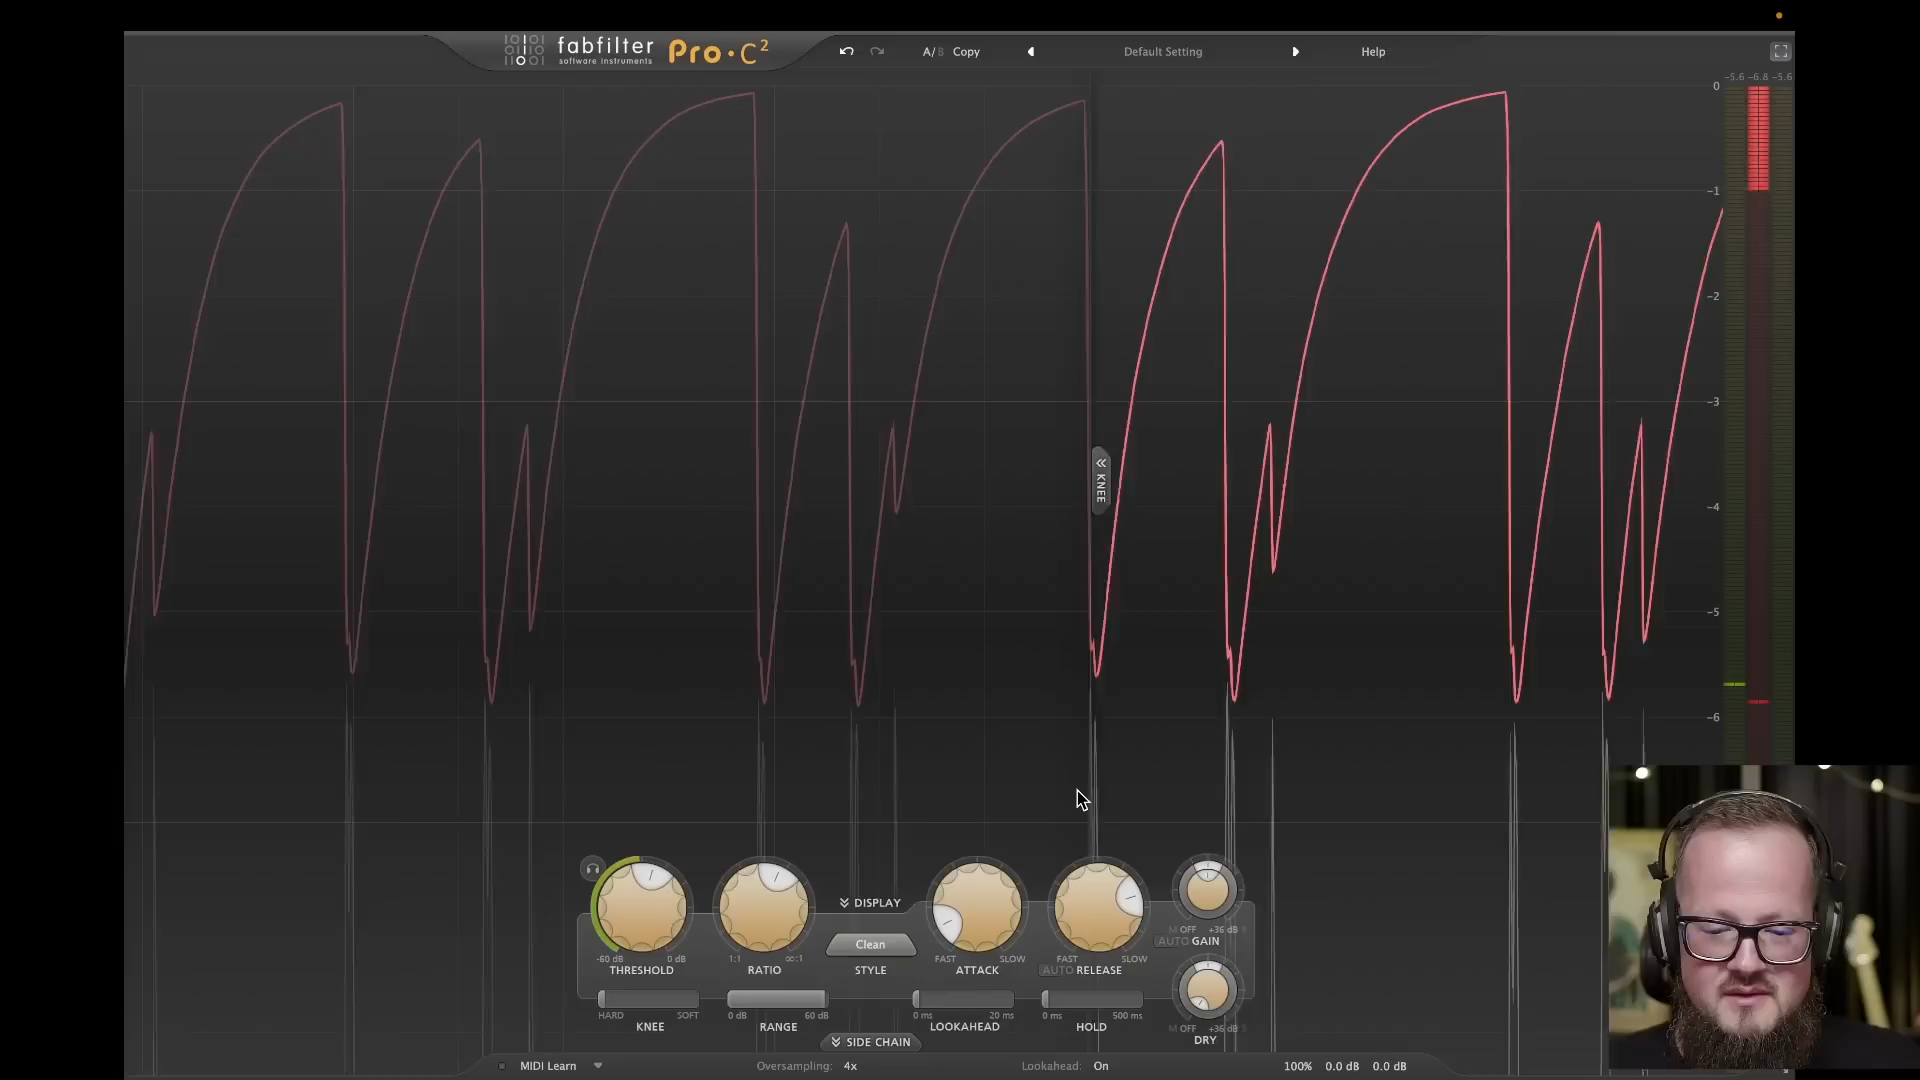 fabfilter
software instruments
Pro·C²
A/B Copy
Default Setting
Help
-5.6 -6.8 -5.6
0
-1
-2
-3
-4
-5
-6
KNEE
DISPLAY
Clean
-60 dB 0 dB
THRESHOLD
1:1 ∞:1
RATIO
STYLE
FAST SLOW
ATTACK
FAST SLOW
AUTO RELEASE
M OFF +36 dB S
AUTO GAIN
HARD SOFT
KNEE
0 dB 60 dB
RANGE
0 ms 20 ms
LOOKAHEAD
0 ms 500 ms
HOLD
M OFF +36 dB S
DRY
SIDE CHAIN
MIDI Learn
Oversampling: 4x
Lookahead: On
100% 0.0 dB 0.0 dB